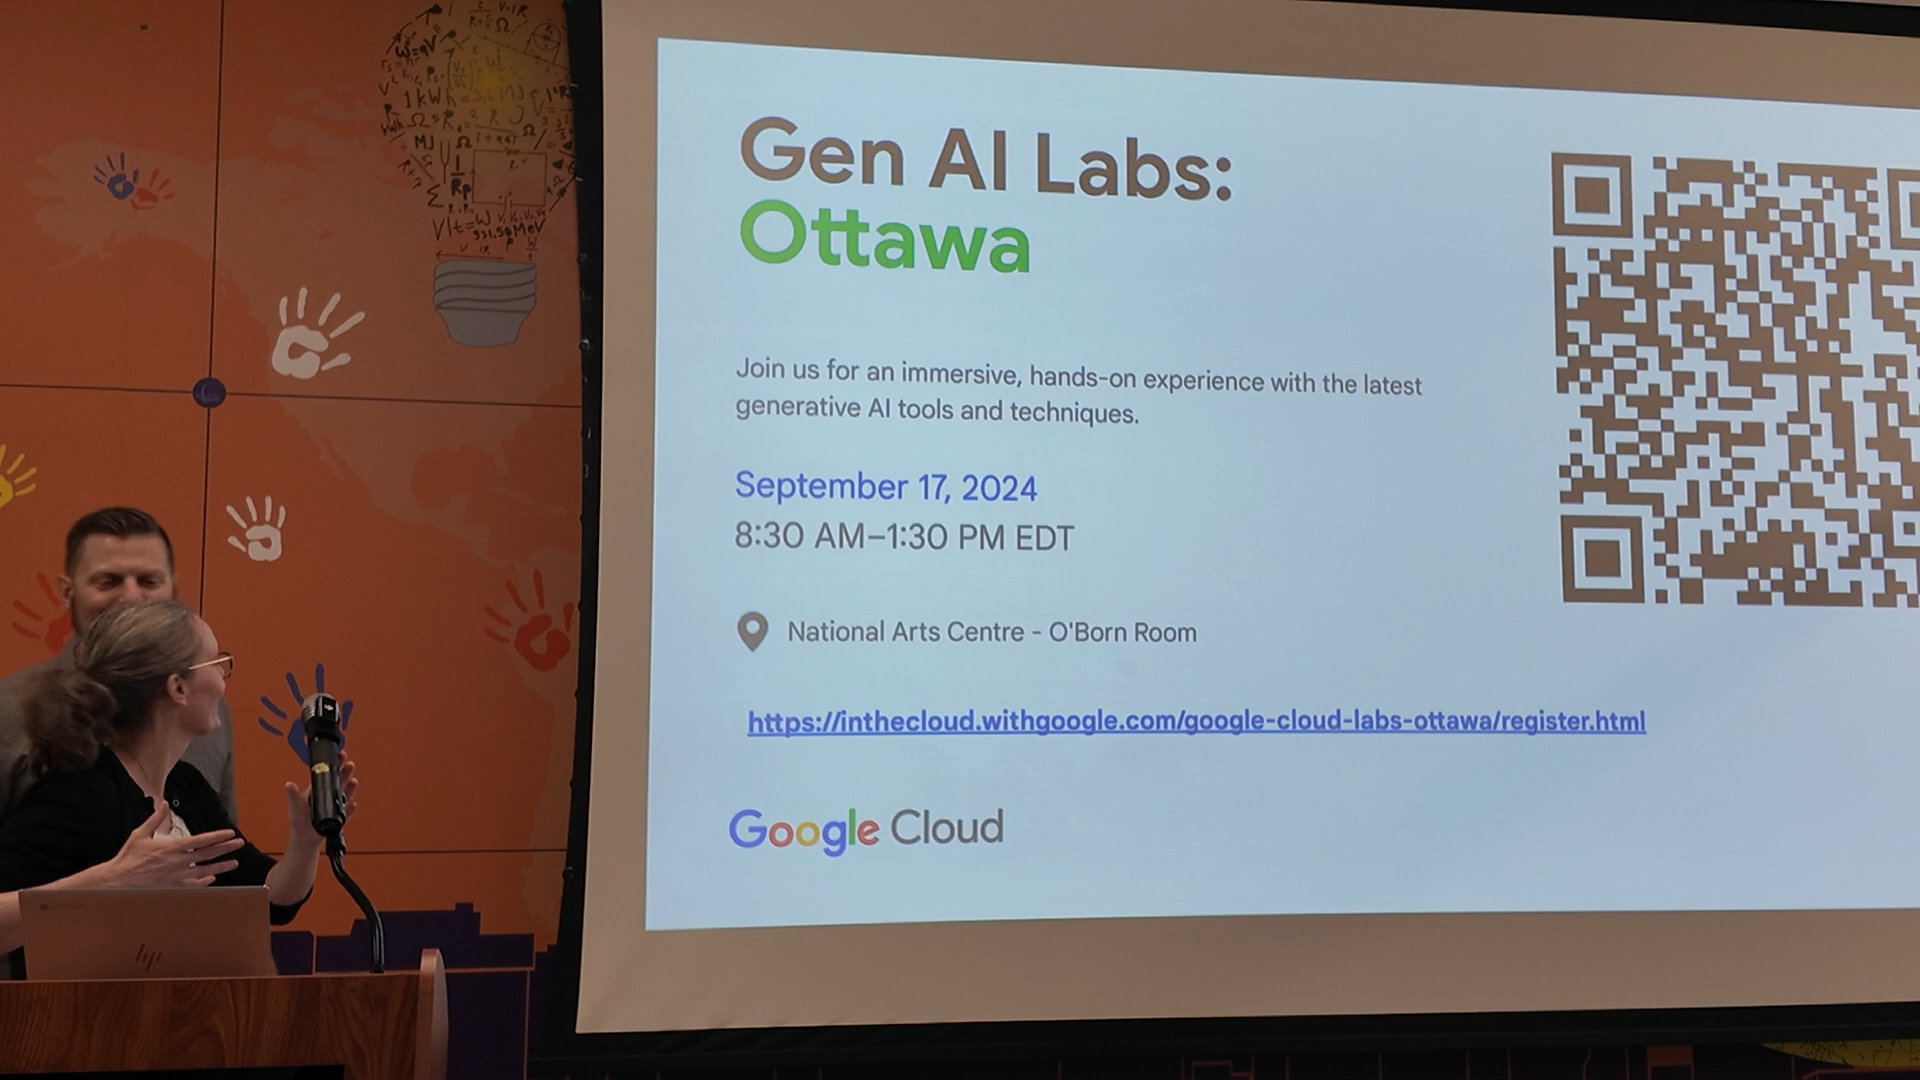 Gen AI Labs:
Ottawa
Join us for an immersive, hands-on experience with the latest
generative AI tools and techniques.
September 17, 2024
8:30 AM–1:30 PM EDT
National Arts Centre - O'Born Room
https://inthecloud.withgoogle.com/google-cloud-labs-ottawa/register.html
Google Cloud
hp